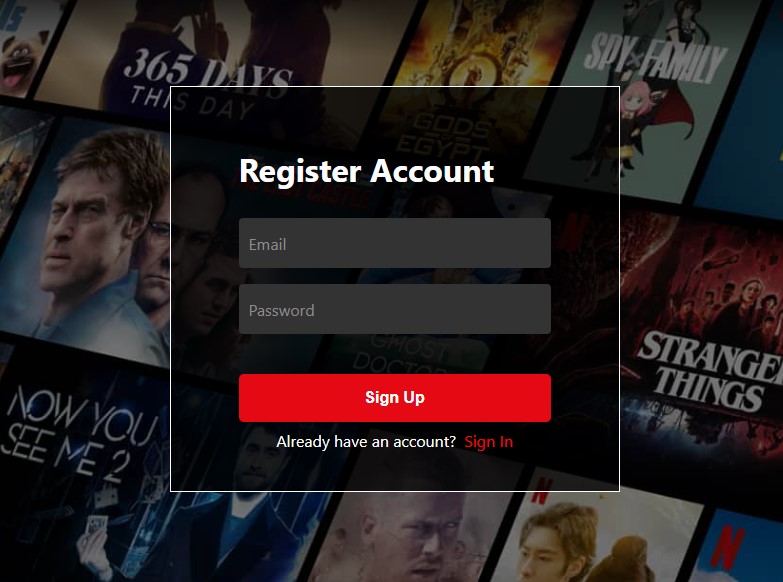 365 DAYS
THIS DAY
GODS
OF
EGYPT
SPY×FAMILY
Register Account
Email
Password
GHOST
DOCTOR
STRANGER
THINGS
Sign Up
NOW YOU
SEE ME 2
Already have an account? Sign In
N
N
N